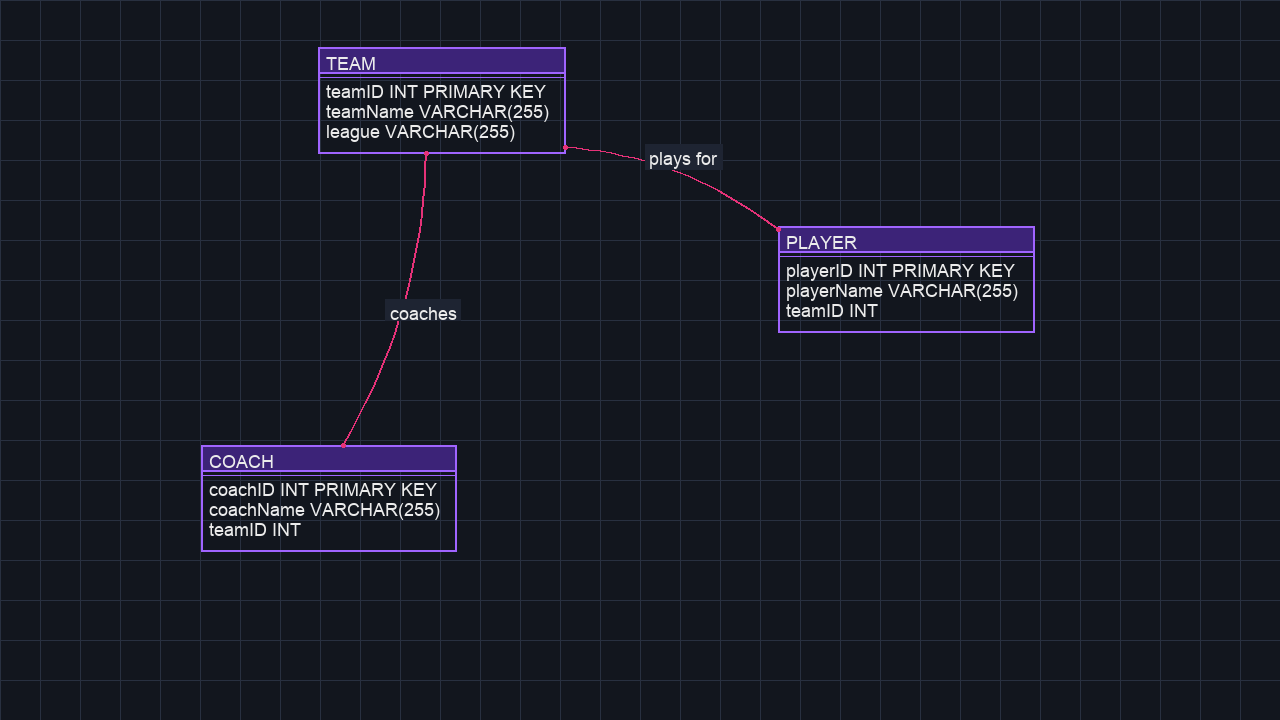 TEAM
teamID INT PRIMARY KEY
teamName VARCHAR(255)
league VARCHAR(255)
plays for
PLAYER
playerID INT PRIMARY KEY
playerName VARCHAR(255)
teamID INT
coaches
COACH
coachID INT PRIMARY KEY
coachName VARCHAR(255)
teamID INT